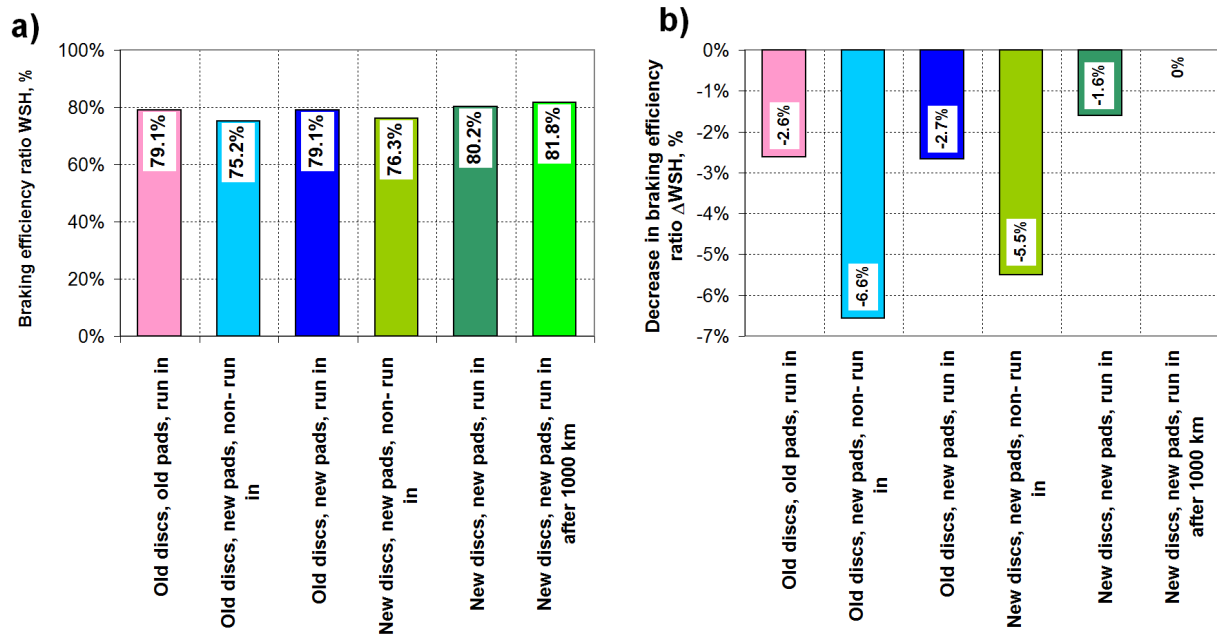 a)
Braking efficiency ratio WSH, %
100%
80%
60%
40%
20%
0%
79.1%
75.2%
79.1%
76.3%
80.2%
81.8%
Old discs, old pads, run in
Old discs, new pads, non- run
in
Old discs, new pads, run in
New discs, new pads, non- run
in
New discs, new pads, run in
New discs, new pads, run in
after 1000 km
b)
Decrease in braking efficiency
ratio ΔWSH, %
0%
-1%
-2%
-3%
-4%
-5%
-6%
-7%
-2.6%
-6.6%
-2.7%
-5.5%
-1.6%
0%
Old discs, old pads, run in
Old discs, new pads, non- run
in
Old discs, new pads, run in
New discs, new pads, non- run
in
New discs, new pads, run in
New discs, new pads, run in
after 1000 km